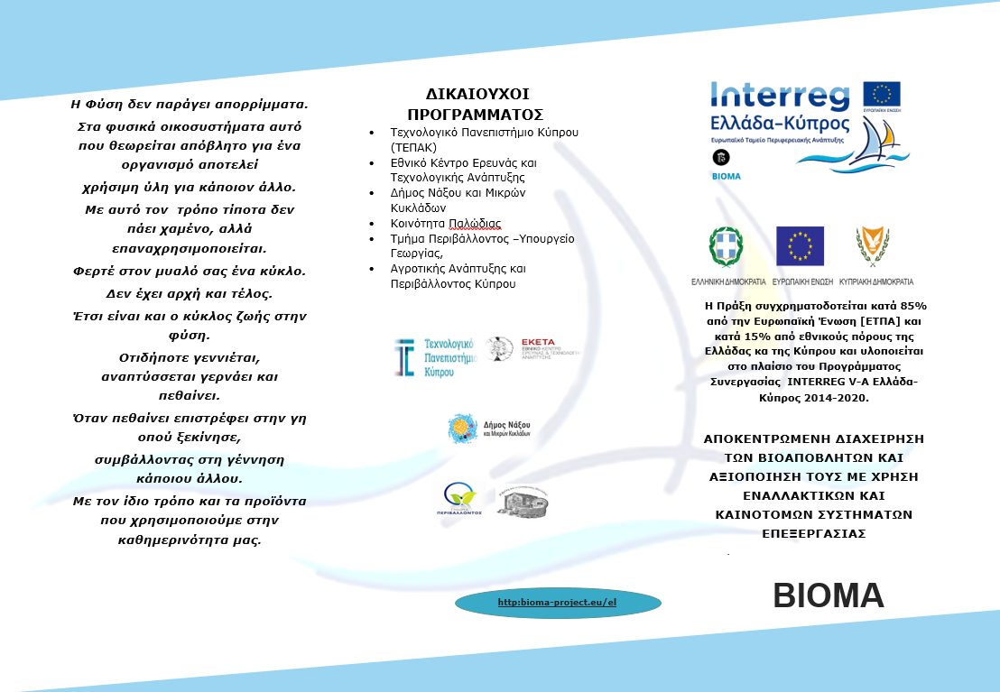 Η Φύση δεν παράγει απορρίμματα.
Στα φυσικά οικοσυστήματα αυτό
που θεωρείται απόβλητο για ένα
οργανισμό αποτελεί
χρήσιμη ύλη για κάποιον άλλο.
Με αυτό τον τρόπο τίποτα δεν
πάει χαμένο, αλλά
επαναχρησιμοποιείται.
Φερτέ στον μυαλό σας ένα κύκλο.
Δεν έχει αρχή και τέλος.
Έτσι είναι και ο κύκλος ζωής στην
φύση.
Οτιδήποτε γεννιέται,
αναπτύσσεται γερνάει και
πεθαίνει.
Όταν πεθαίνει επιστρέφει στην γη
οπού ξεκίνησε,
συμβάλλοντας στη γέννηση
κάποιου άλλου.
Με τον ίδιο τρόπο και τα προϊόντα
που χρησιμοποιούμε στην
καθημερινότητα μας.
ΔΙΚΑΙΟΥΧΟΙ
ΠΡΟΓΡΑΜΜΑΤΟΣ
• Τεχνολογικό Πανεπιστήμιο Κύπρου
(ΤΕΠΑΚ)
• Εθνικό Κέντρο Ερευνάς και
Τεχνολογικής Ανάπτυξης
• Δήμος Νάξου και Μικρών
Κυκλάδων
• Κοινότητα Παλώδιας
• Τμήμα Περιβάλλοντος –Υπουργείο
Γεωργίας,
• Αγροτικής Ανάπτυξης και
Περιβάλλοντος Κύπρου
Τεχνολογικό
Πανεπιστήμιο
Κύπρου
ΕΚΕΤΑ
ΕΘΝΙΚΟ ΚΕΝΤΡΟ
ΕΡΕΥΝΑΣ & ΤΕΧΝΟΛΟΓΙΚΗΣ
ΑΝΑΠΤΥΞΗΣ
Δήμος Νάξου
και Μικρών Κυκλάδων
ΠΕΡΙΒΑΛΛΟΝΤΟΣ
http:bioma-project.eu/el
Interreg
ΕΥΡΩΠΑΪΚΗ ΕΝΩΣΗ
Ελλάδα-Κύπρος
Ευρωπαϊκό Ταμείο Περιφερειακής Ανάπτυξης
BIOMA
ΕΛΛΗΝΙΚΗ ΔΗΜΟΚΡΑΤΙΑ ΕΥΡΩΠΑΙΚΗ ΕΝΩΣΗ ΚΥΠΡΙΑΚΗ ΔΗΜΟΚΡΑΤΙΑ
Η Πράξη συγχρηματοδοτείται κατά 85%
από την Ευρωπαϊκή Ένωση [ΕΤΠΑ] και
κατά 15% από εθνικούς πόρους της
Ελλάδας κα της Κύπρου και υλοποιείται
στο πλαίσιο του Προγράμματος
Συνεργασίας INTERREG V-A Ελλάδα-
Κύπρος 2014-2020.
ΑΠΟΚΕΝΤΡΩΜΕΝΗ ΔΙΑΧΕΙΡΗΣΗ
ΤΩΝ ΒΙΟΑΠΟΒΛΗΤΩΝ ΚΑΙ
ΑΞΙΟΠΟΙΗΣΗ ΤΟΥΣ ΜΕ ΧΡΗΣΗ
ΕΝΑΛΛΑΚΤΙΚΩΝ ΚΑΙ
ΚΑΙΝΟΤΟΜΩΝ ΣΥΣΤΗΜΑΤΩΝ
ΕΠΕΞΕΡΓΑΣΙΑΣ
.
BIOMA